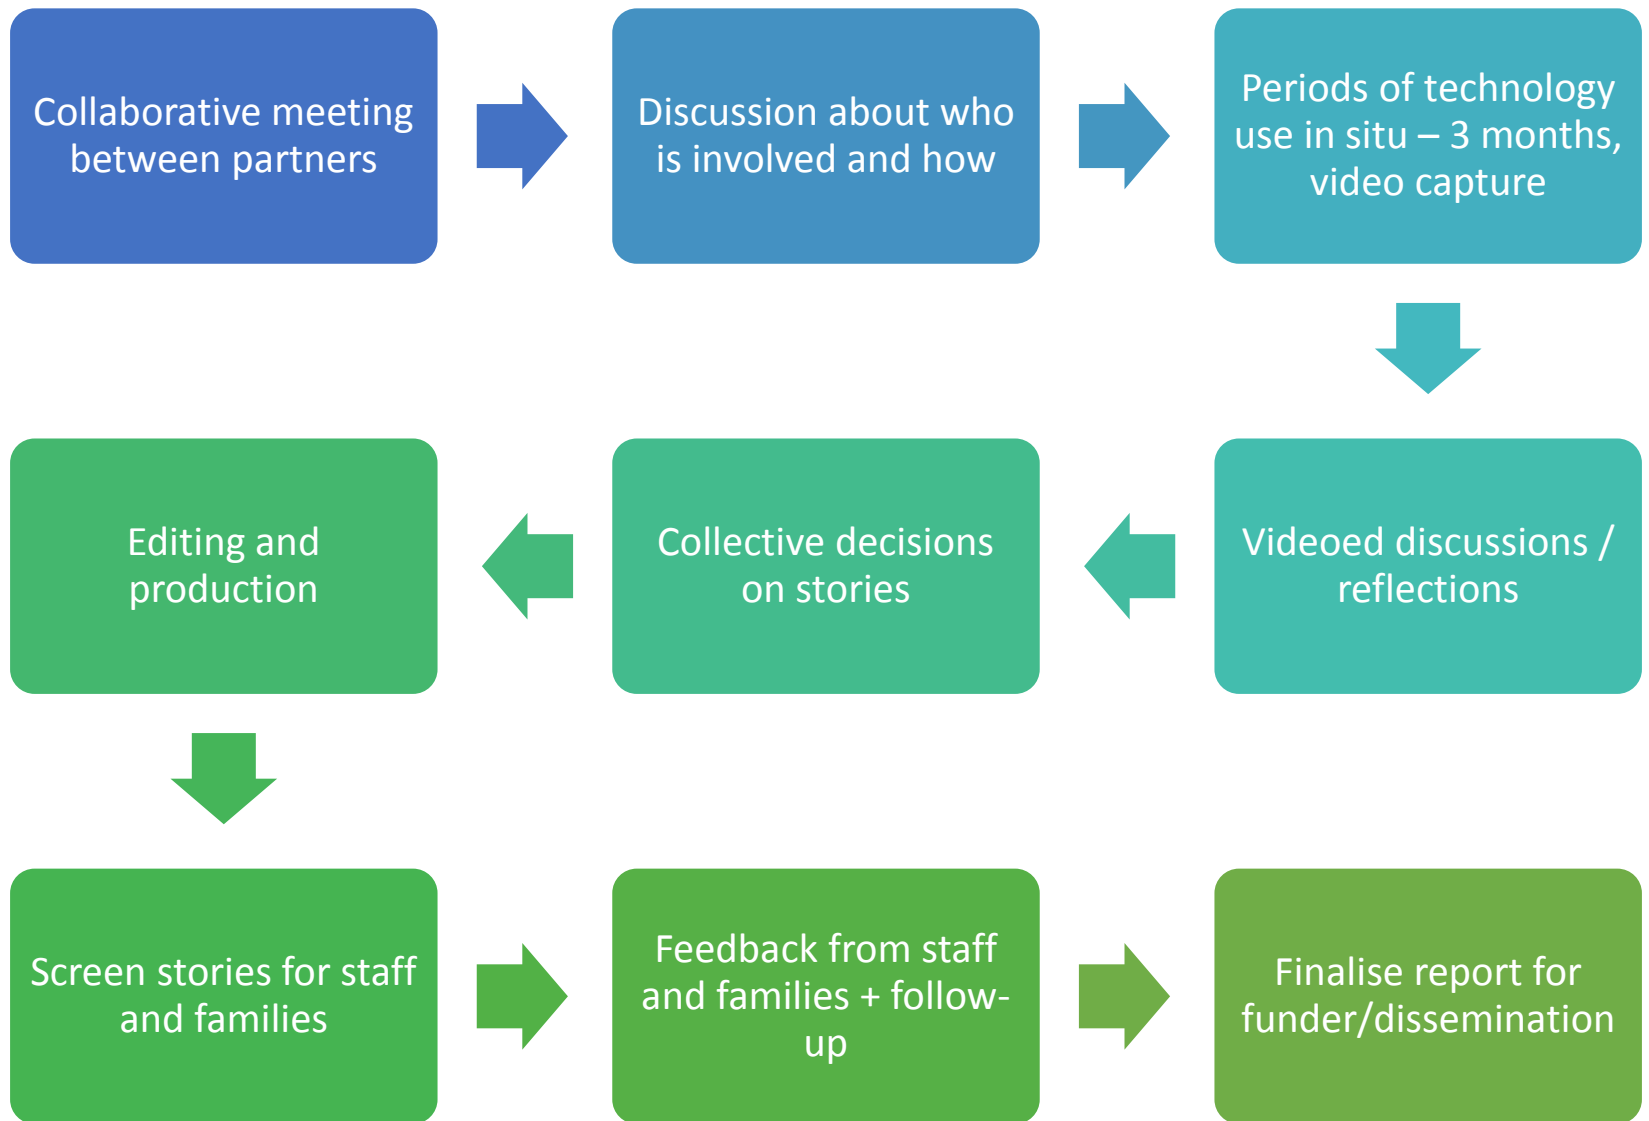 Collaborative meeting
between partners
Discussion about who
is involved and how
Periods of technology
use in situ – 3 months,
video capture
Videoed discussions /
reflections
Collective decisions
on stories
Editing and
production
Screen stories for staff
and families
Feedback from staff
and families + follow-
up
Finalise report for
funder/dissemination